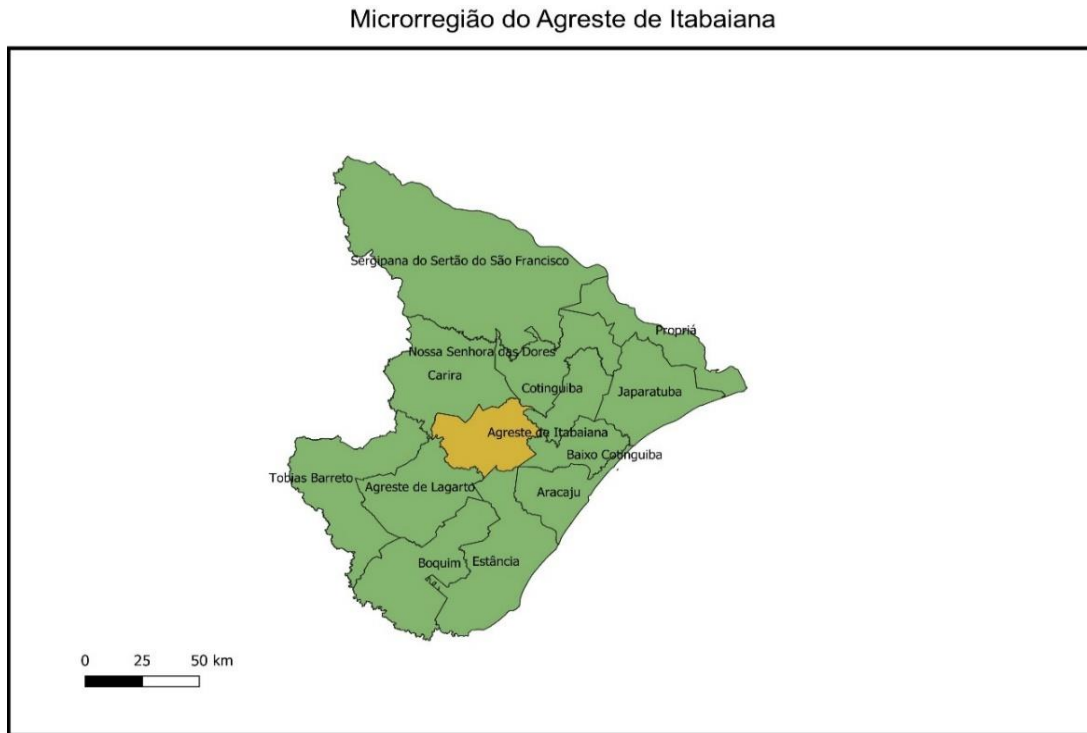 Microrregião do Agreste de Itabaiana
Sergipana do Sertão do São Francisco
Propriá
Nossa Senhora das Dores
Carira
Cotinguiba
Japaratuba
Agreste de Itabaiana
Baixo Cotinguiba
Tobias Barreto
Agreste de Lagarto
Aracaju
Boquim
Estância
0 25 50 km